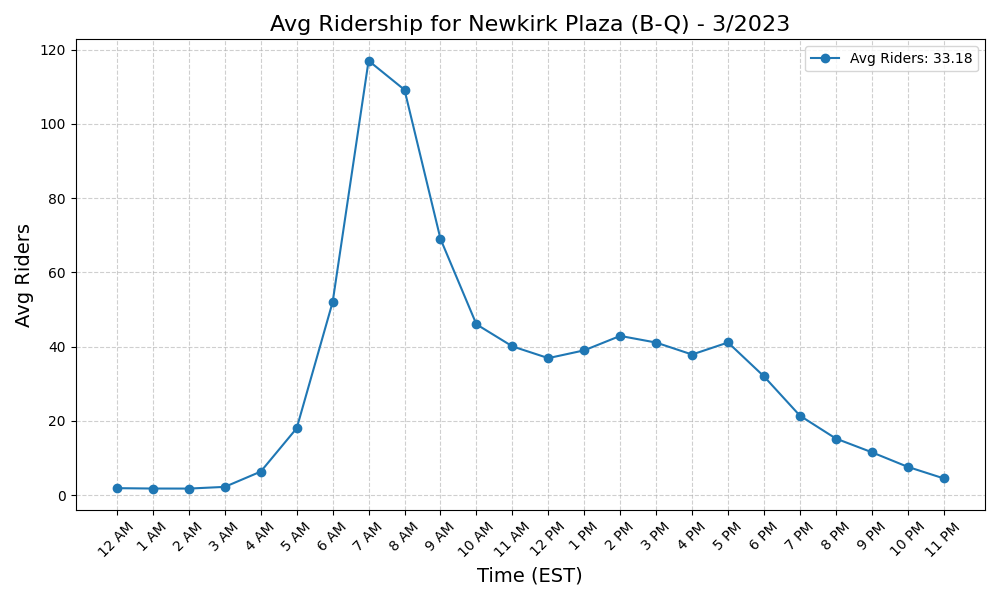 Avg Ridership for Newkirk Plaza (B-Q) - 3/2023
Avg Riders: 33.18
Avg Riders
120
100
80
60
40
20
0
12 AM
1 AM
2 AM
3 AM
4 AM
5 AM
6 AM
7 AM
8 AM
9 AM
10 AM
11 AM
12 PM
1 PM
2 PM
3 PM
4 PM
5 PM
6 PM
7 PM
8 PM
9 PM
10 PM
11 PM
Time (EST)